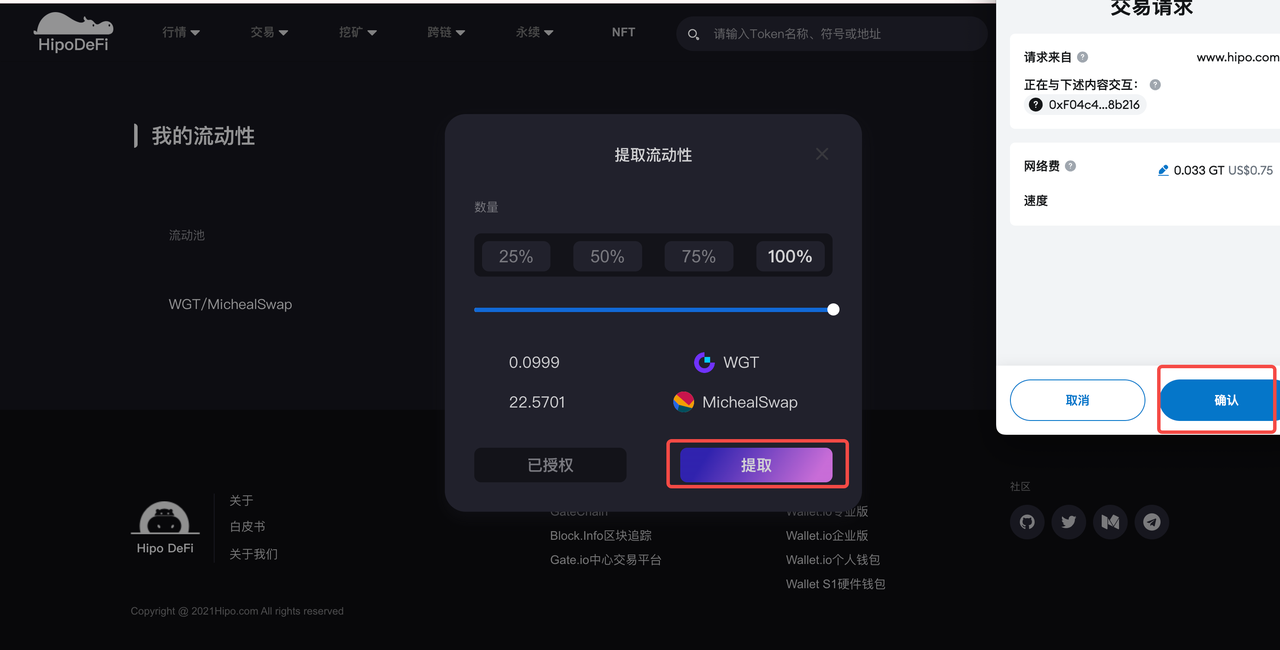 HipoDeFi
行情
交易
挖矿
跨链
永续
NFT
请输入Token名称、符号或地址
我的流动性
流动池
WGT/MichealSwap
提取流动性
数量
25%
50%
75%
100%
0.0999
WGT
22.5701
MichealSwap
已授权
提取
交易请求
请求来自
www.hipo.com
正在与下述内容交互：
0xF04c4...8b216
网络费
0.033 GT US$0.75
速度
取消
确认
Hipo DeFi
关于
白皮书
关于我们
GateChain
Block.Info区块追踪
Gate.io中心交易平台
Wallet.io专业版
Wallet.io企业版
Wallet.io个人钱包
Wallet S1硬件钱包
社区
Copyright @ 2021Hipo.com All rights reserved